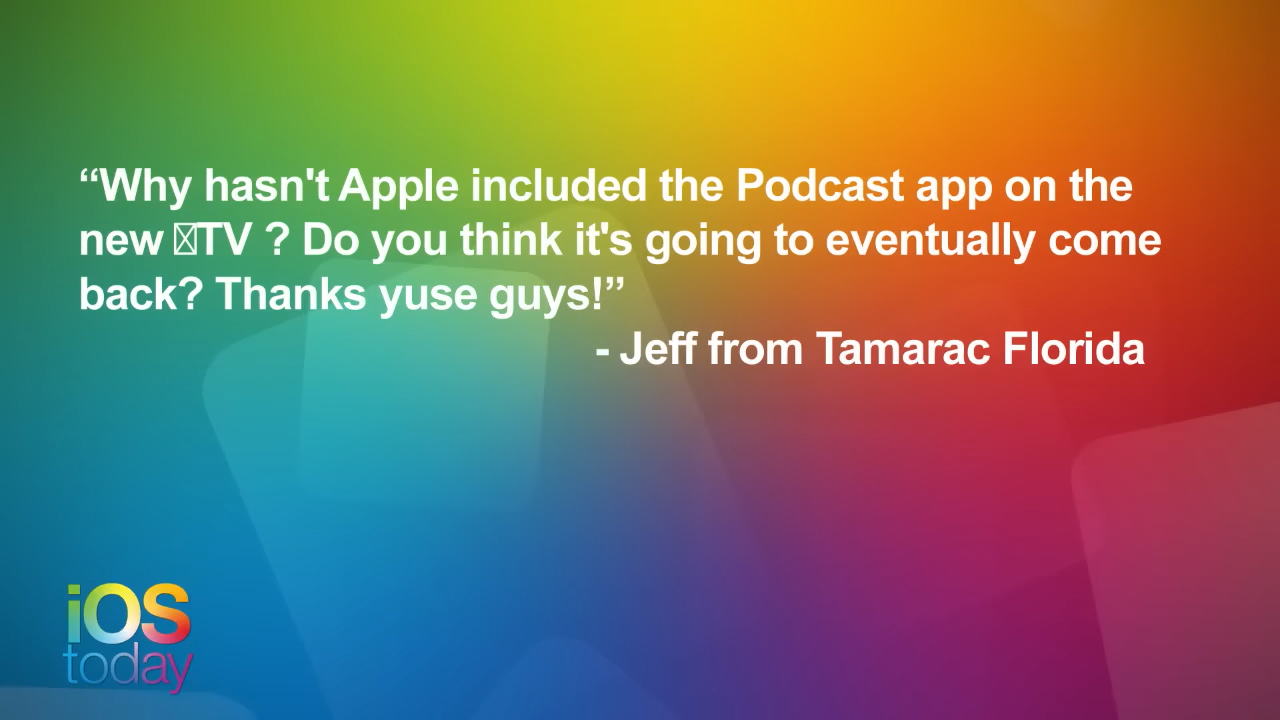 “Why hasn't Apple included the Podcast app on the
new TV ? Do you think it's going to eventually come
back? Thanks yuse guys!”
- Jeff from Tamarac Florida
iOS
today